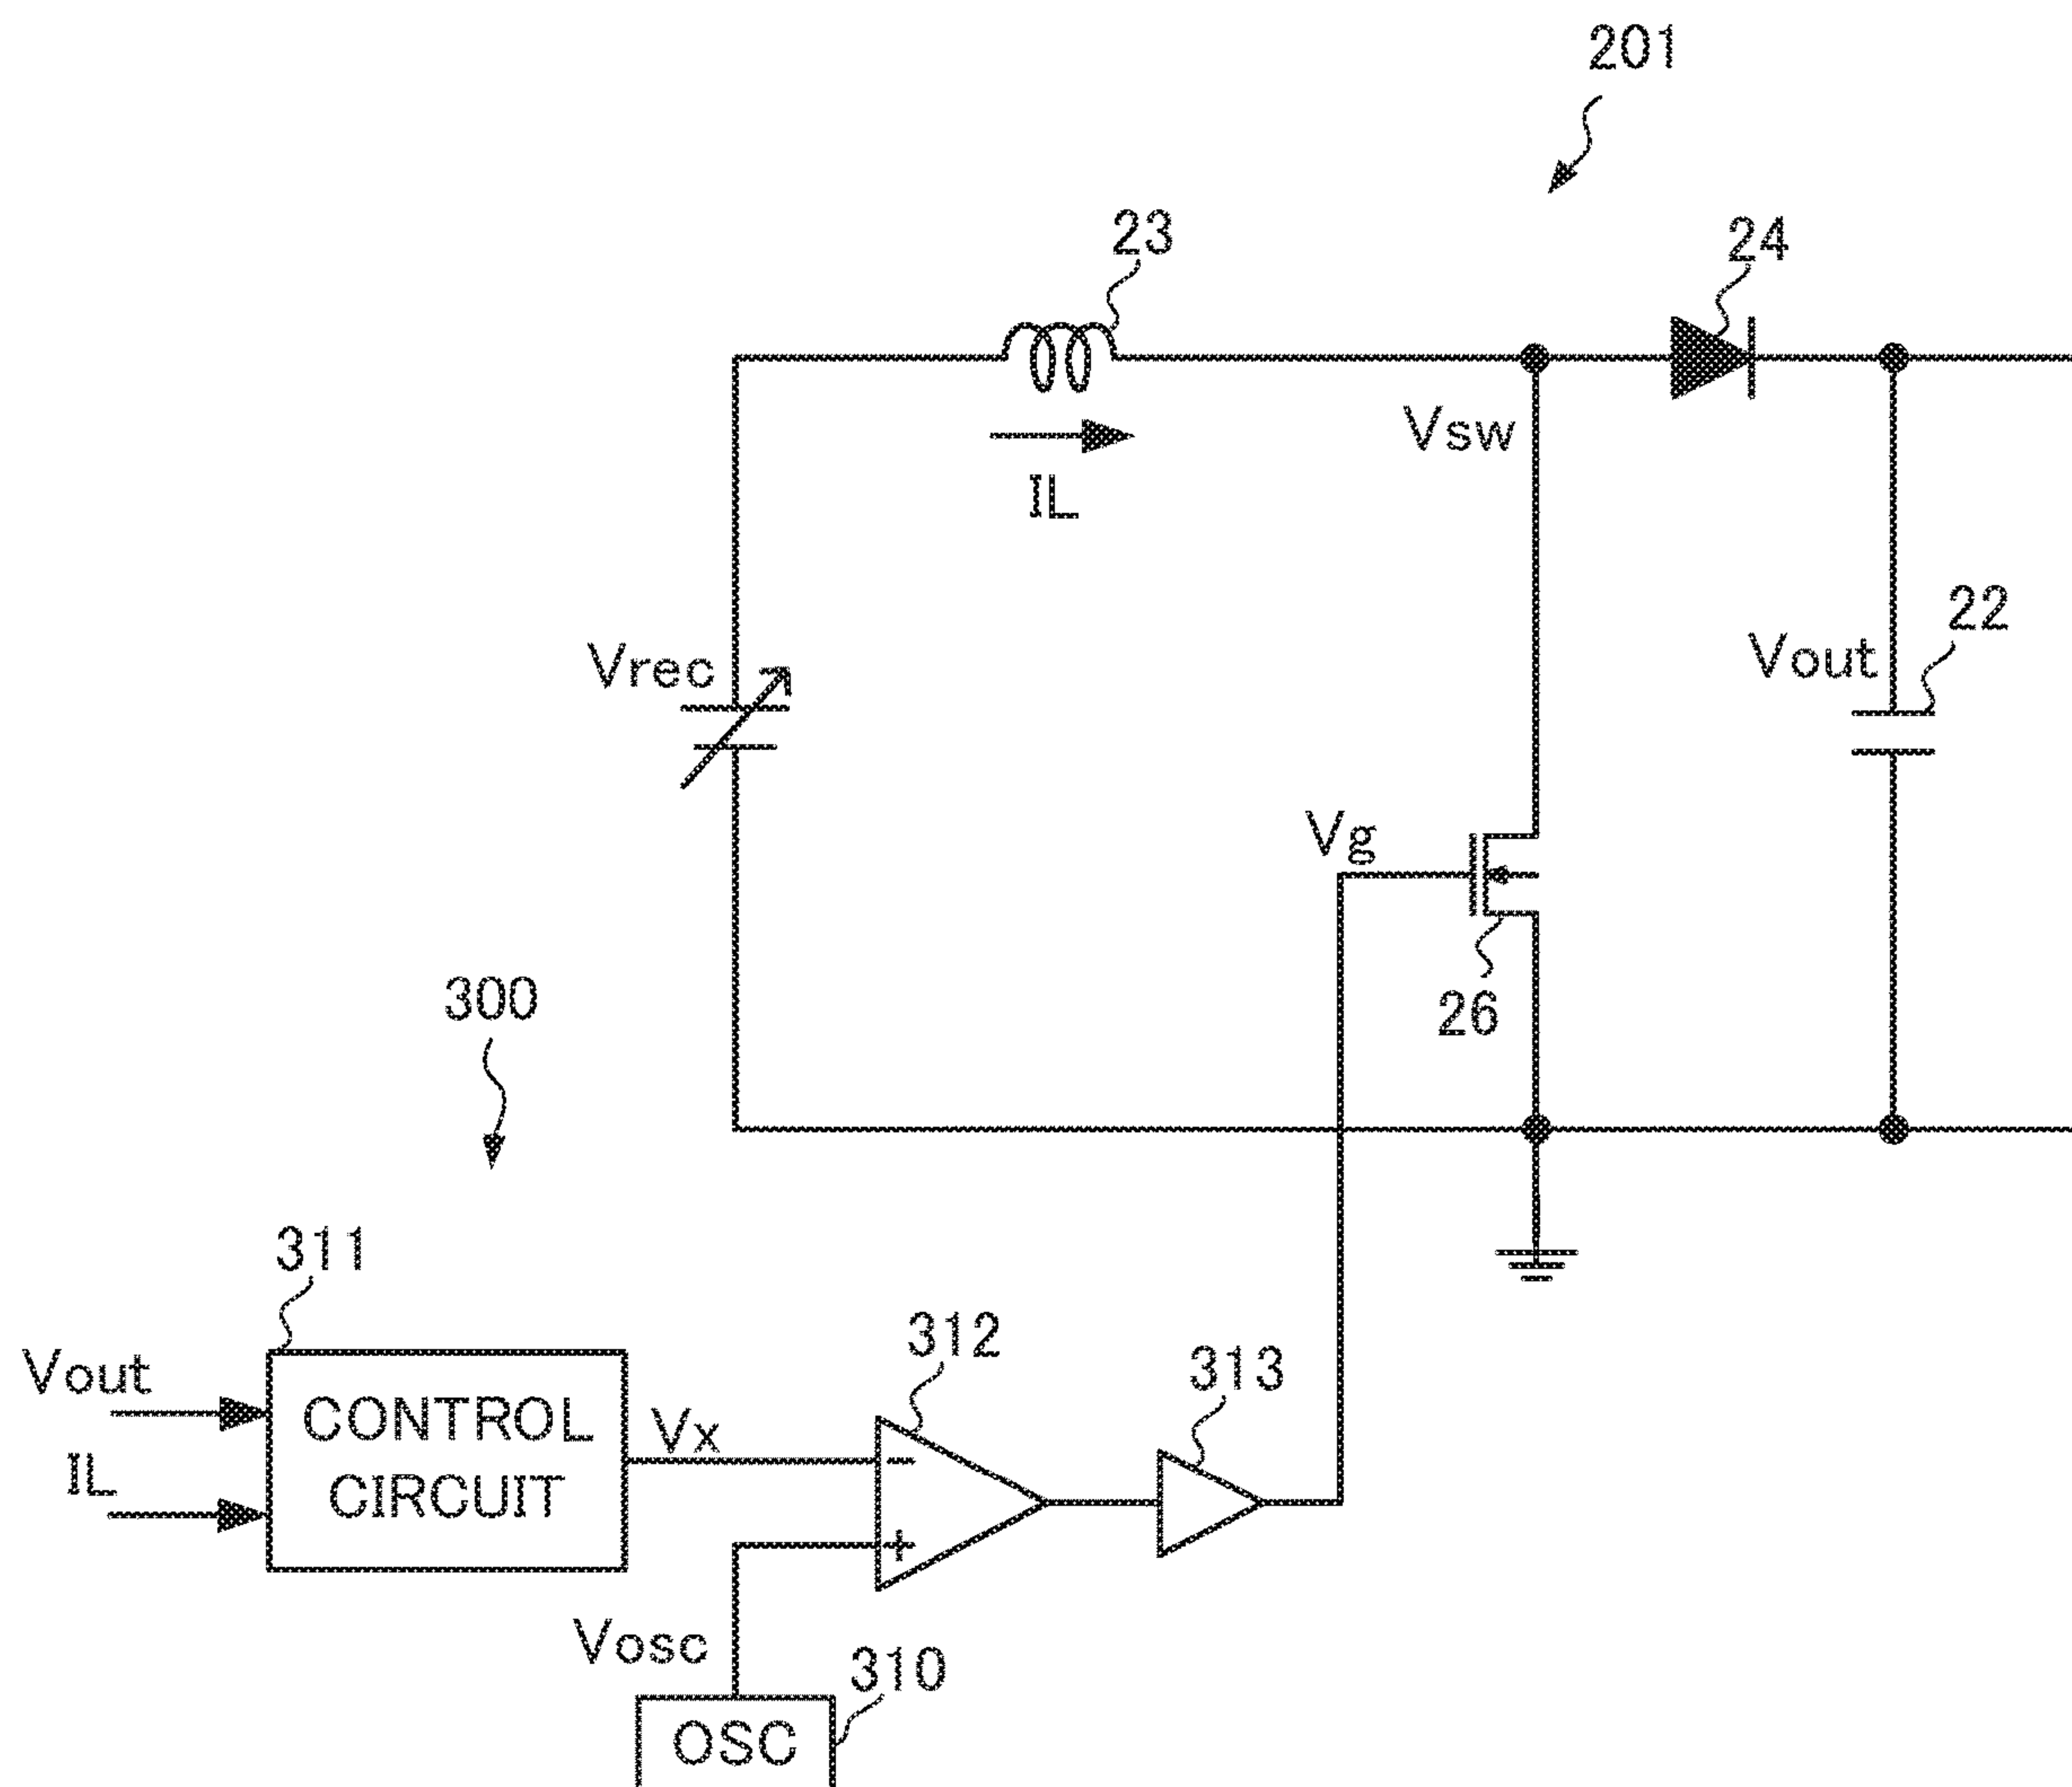 201
23
24
Vsw
IL
22
Vrec
Vout
Vg
26
300
311
312
313
Vout
CONTROL
CIRCUIT
Vx
-
IL
+
Vosc
310
OSC